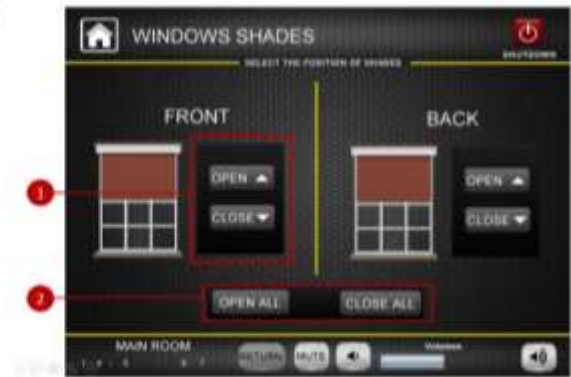 WINDOWS SHADES
SHUTDOWN
SELECT THE POSITION OF SHADES
FRONT
BACK
1
OPEN
CLOSE
OPEN
CLOSE
2
OPEN ALL
CLOSE ALL
MAIN ROOM
RETURN
MUTE
Volume